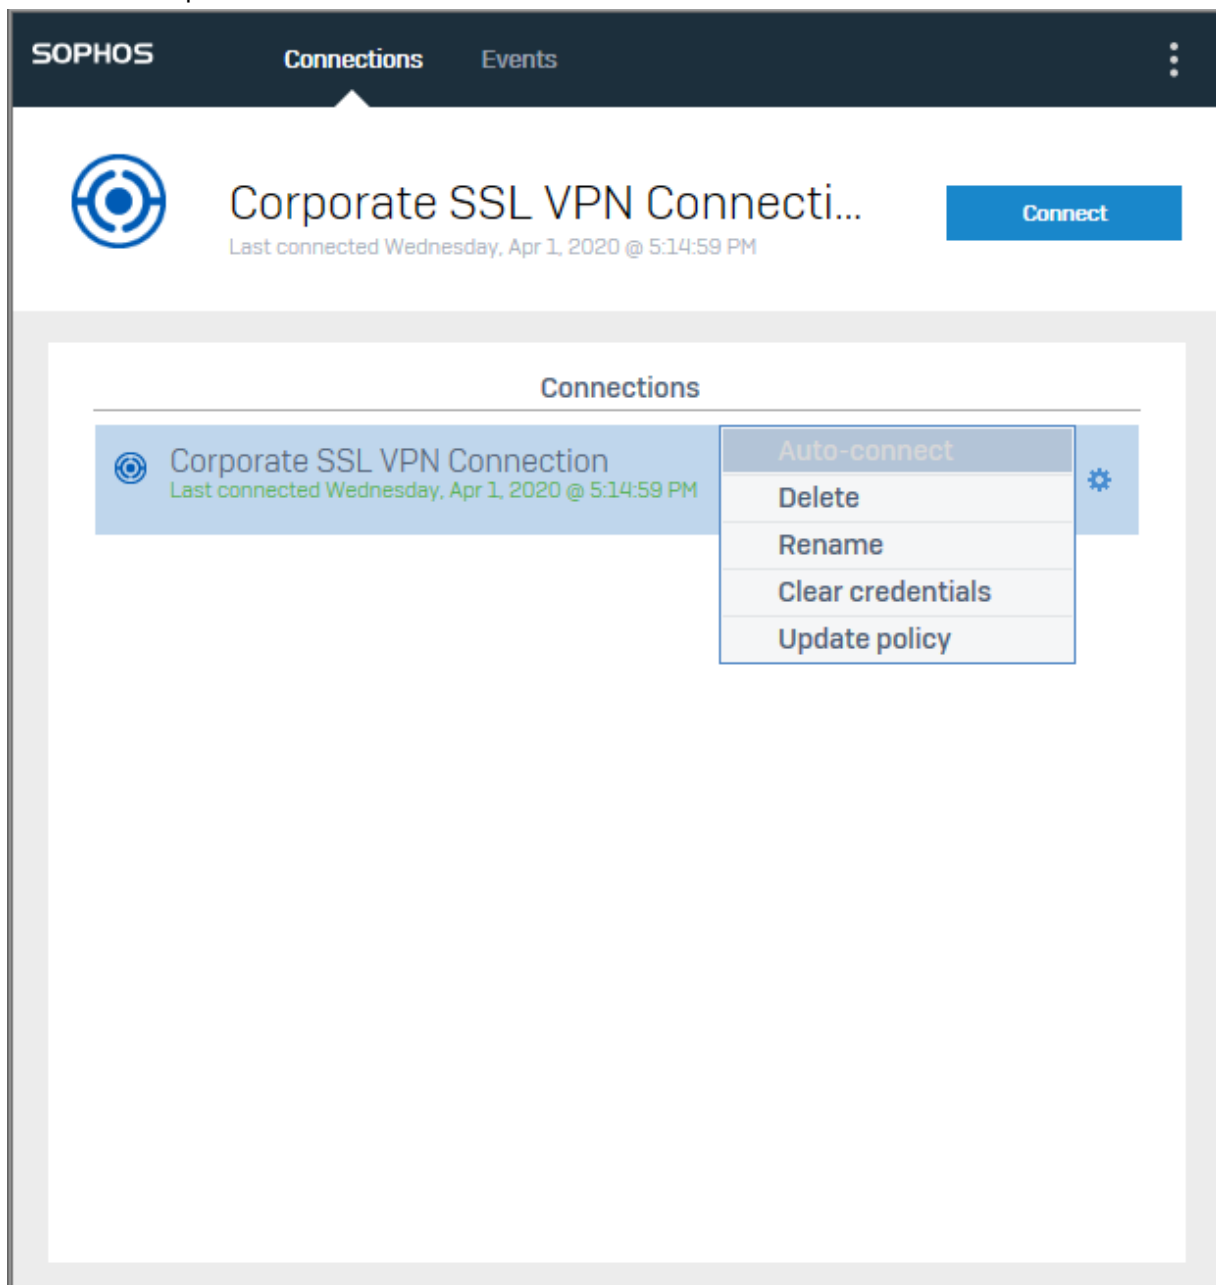 SOPHOS Connections Events
Corporate SSL VPN Connecti...
Last connected Wednesday, Apr 1, 2020 @ 5:14:59 PM
Connect
Connections
Corporate SSL VPN Connection
Last connected Wednesday, Apr 1, 2020 @ 5:14:59 PM
Auto-connect
Delete
Rename
Clear credentials
Update policy